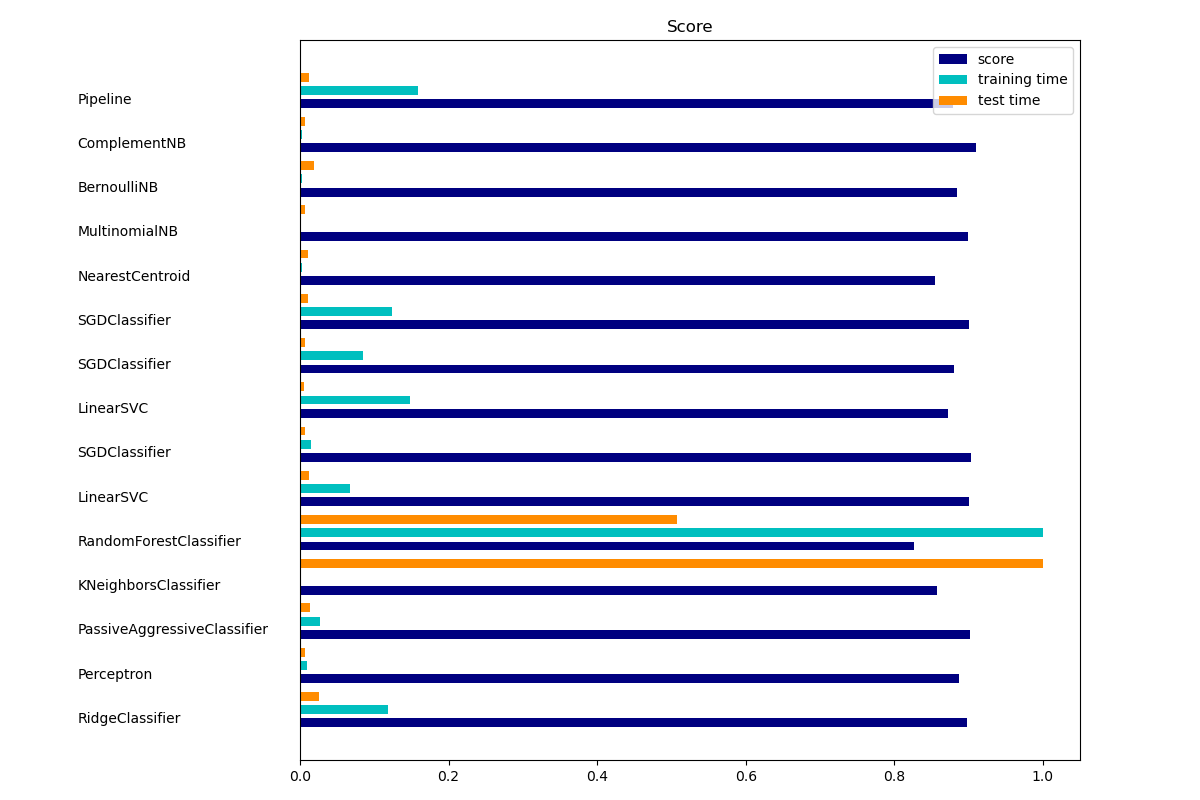 Score
score
training time
test time
Pipeline
ComplementNB
BernoulliNB
MultinomialNB
NearestCentroid
SGDClassifier
SGDClassifier
LinearSVC
SGDClassifier
LinearSVC
RandomForestClassifier
KNeighborsClassifier
PassiveAggressiveClassifier
Perceptron
RidgeClassifier
0.0 0.2 0.4 0.6 0.8 1.0